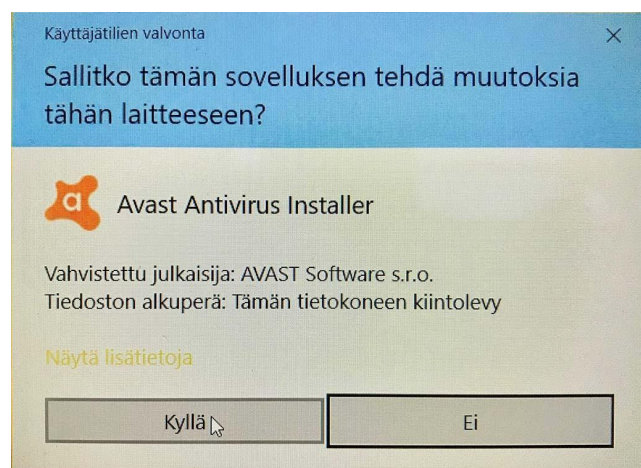 Käyttäjätilien valvonta
Sallitko tämän sovelluksen tehdä muutoksia
tähän laitteeseen?
a
Avast Antivirus Installer
Vahvistettu julkaisija: AVAST Software s.r.o.
Tiedoston alkuperä: Tämän tietokoneen kiintolevy
Näytä lisätietoja
Kyllä
Ei